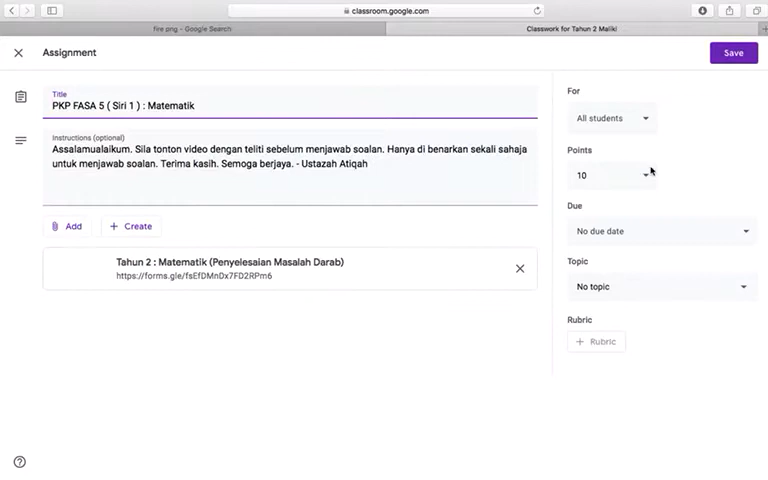 classroom.google.com
fire png - Google Search
Classwork for Tahun 2 Maliki
Assignment
Save
Title
PKP FASA 5 ( Siri 1 ) : Matematik
Instructions (optional)
Assalamualaikum. Sila tonton video dengan teliti sebelum menjawab soalan. Hanya di benarkan sekali sahaja
untuk menjawab soalan. Terima kasih. Semoga berjaya. - Ustazah Atiqah
Add
Create
Tahun 2 : Matematik (Penyelesaian Masalah Darab)
https://forms.gle/fsEfDMnDx7FD2RPm6
For
All students
Points
10
Due
No due date
Topic
No topic
Rubric
+ Rubric